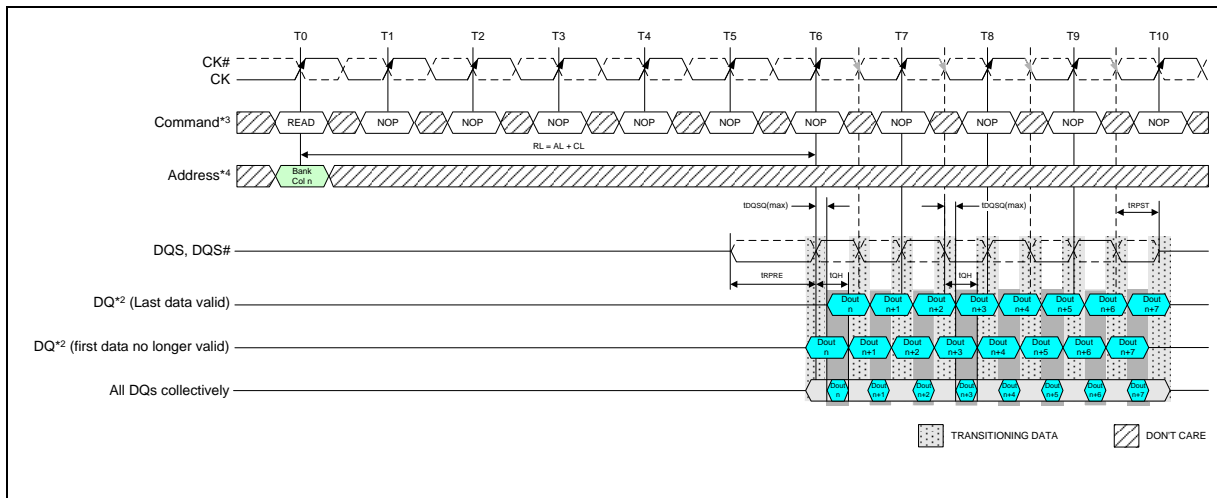 T0 T1 T2 T3 T4 T5 T6 T7 T8 T9 T10
CK#
CK
Command*3 READ NOP NOP NOP NOP NOP NOP NOP NOP NOP NOP
RL = AL + CL
Address*4
Bank
Col n
tDQSQ(max) tDQSQ(max) tRPST
DQS, DQS#
tRPRE tQH tQH
DQ*2 (Last data valid)
Dout Dout Dout Dout Dout Dout Dout Dout
n n+1 n+2 n+3 n+4 n+5 n+6 n+7
DQ*2 (first data no longer valid)
Dout Dout Dout Dout Dout Dout Dout Dout
n n+1 n+2 n+3 n+4 n+5 n+6 n+7
All DQs collectively
Dout Dout Dout Dout Dout Dout Dout Dout
n n+1 n+2 n+3 n+4 n+5 n+6 n+7
TRANSITIONING DATA DON'T CARE